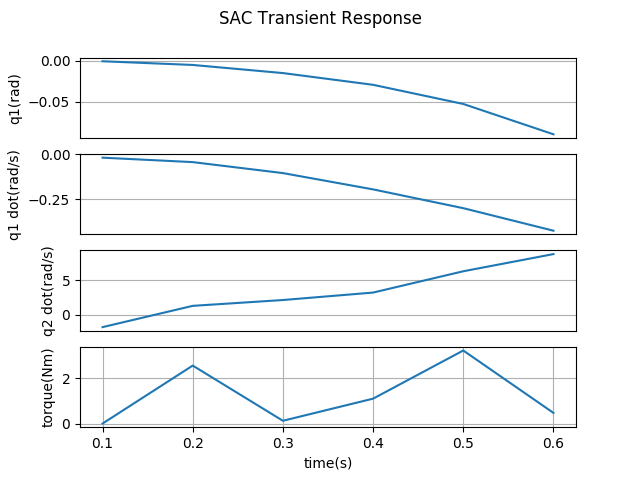 SAC Transient Response
0.00
−0.05
q1(rad)
0.00
−0.25
q1 dot(rad/s)
5
0
q2 dot(rad/s)
2
0
torque(Nm)
0.1 0.2 0.3 0.4 0.5 0.6
time(s)